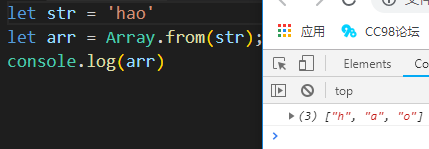 let str = 'hao'
let arr = Array.from(str);
console.log(arr)
应用
CC98论坛
Elements
top
(3) ["h", "a", "o"]